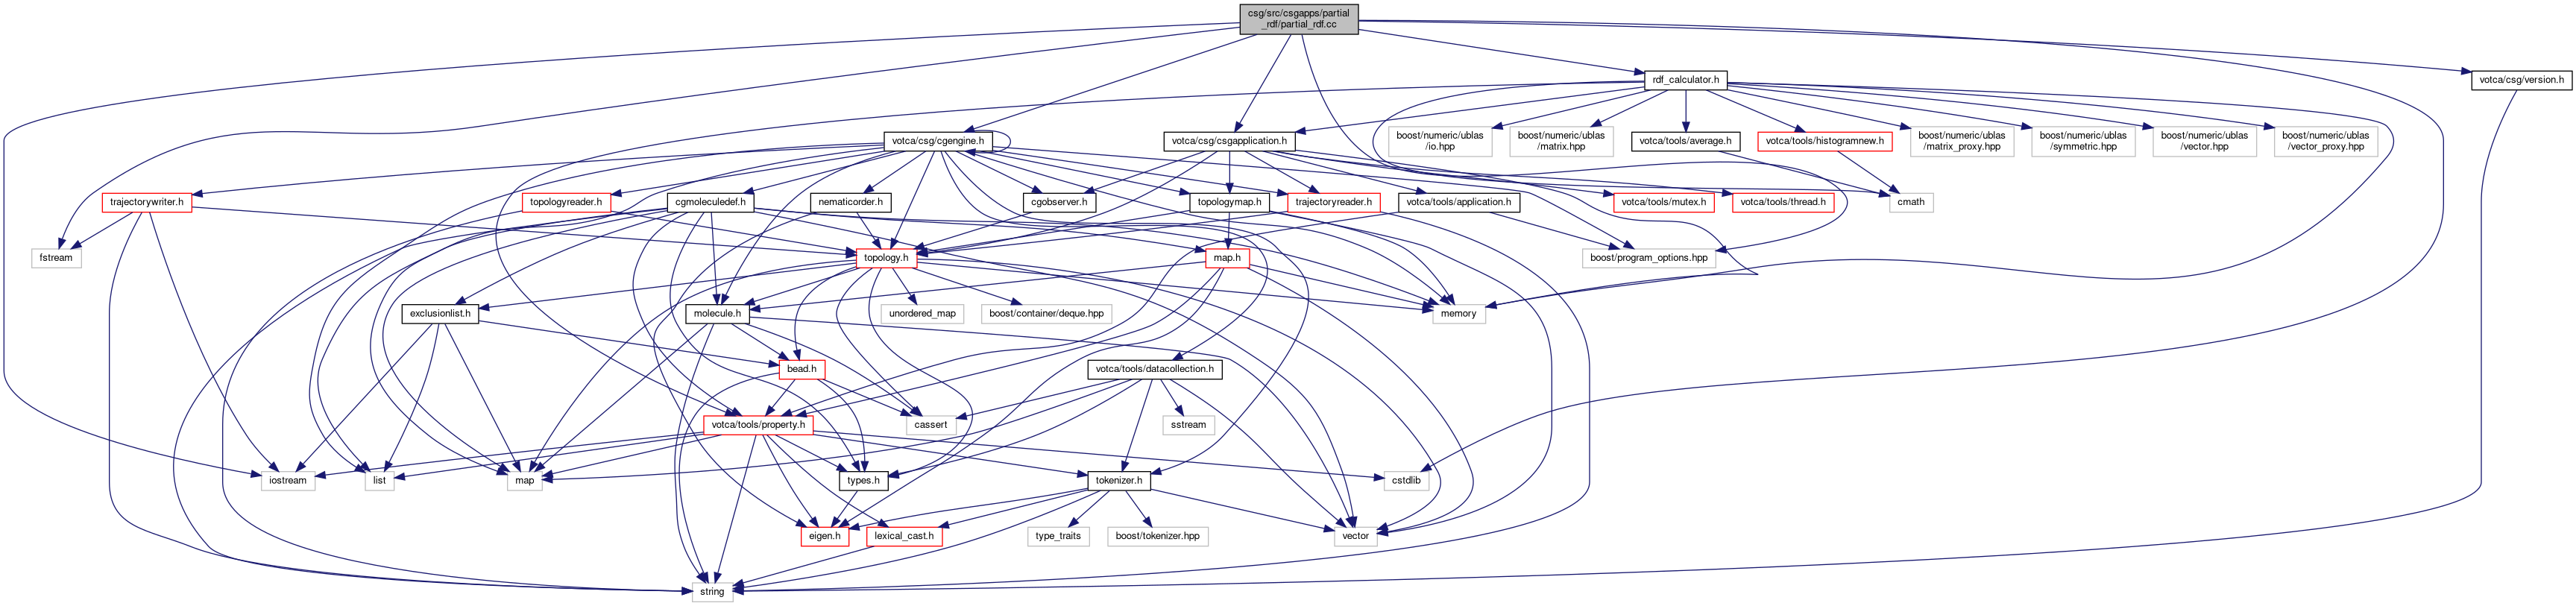 csg/src/csgapps/partial
_rdf/partial_rdf.cc
rdf_calculator.h
votca/csg/version.h
votca/csg/cgengine.h
votca/csg/csgapplication.h
boost/numeric/ublas
/io.hpp
boost/numeric/ublas
/matrix.hpp
votca/tools/average.h
votca/tools/histogramnew.h
boost/numeric/ublas
/matrix_proxy.hpp
boost/numeric/ublas
/symmetric.hpp
boost/numeric/ublas
/vector.hpp
boost/numeric/ublas
/vector_proxy.hpp
trajectorywriter.h
topologyreader.h
cgmoleculedef.h
nematicorder.h
cgobserver.h
topologymap.h
trajectoryreader.h
votca/tools/application.h
votca/tools/mutex.h
votca/tools/thread.h
cmath
fstream
topology.h
map.h
boost/program_options.hpp
exclusionlist.h
molecule.h
unordered_map
boost/container/deque.hpp
memory
bead.h
votca/tools/datacollection.h
votca/tools/property.h
cassert
sstream
iostream
list
map
types.h
tokenizer.h
cstdlib
eigen.h
lexical_cast.h
type_traits
boost/tokenizer.hpp
vector
string